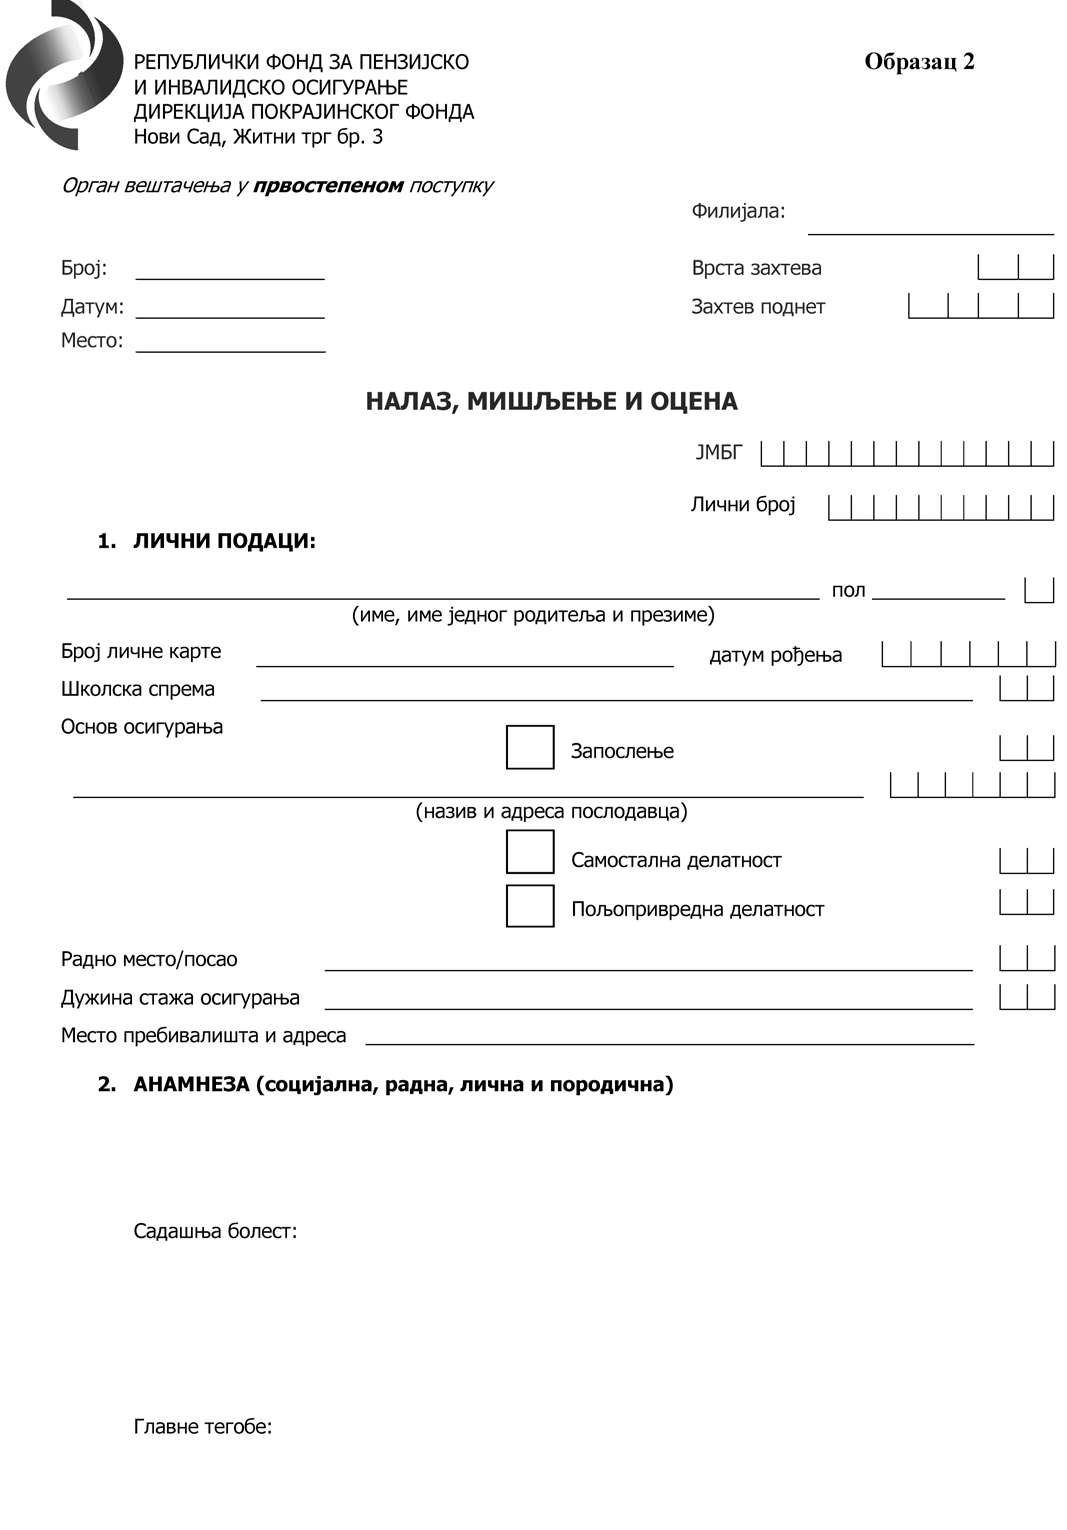 РЕПУБЛИЧКИ ФОНД ЗА ПЕНЗИЈСКО
И ИНВАЛИДСКО ОСИГУРАЊЕ
ДИРЕКЦИЈА ПОКРАЈИНСКОГ ФОНДА
Нови Сад, Житни трг бр. 3
Образац 2
Орган вештачења у првостепеном поступку
Филијала:
Број:
Врста захтева
Датум:
Захтев поднет
Место:
НАЛАЗ, МИШЉЕЊЕ И ОЦЕНА
ЈМБГ
Лични број
1. ЛИЧНИ ПОДАЦИ:
пол
(име, име једног родитеља и презиме)
Број личне карте
датум рођења
Школска спрема
Основ осигурања
Запослење
(назив и адреса послодавца)
Самостална делатност
Пољопривредна делатност
Радно место/посао
Дужина стажа осигурања
Место пребивалишта и адреса
2. АНАМНЕЗА (социјална, радна, лична и породична)
Садашња болест:
Главне тегобе: